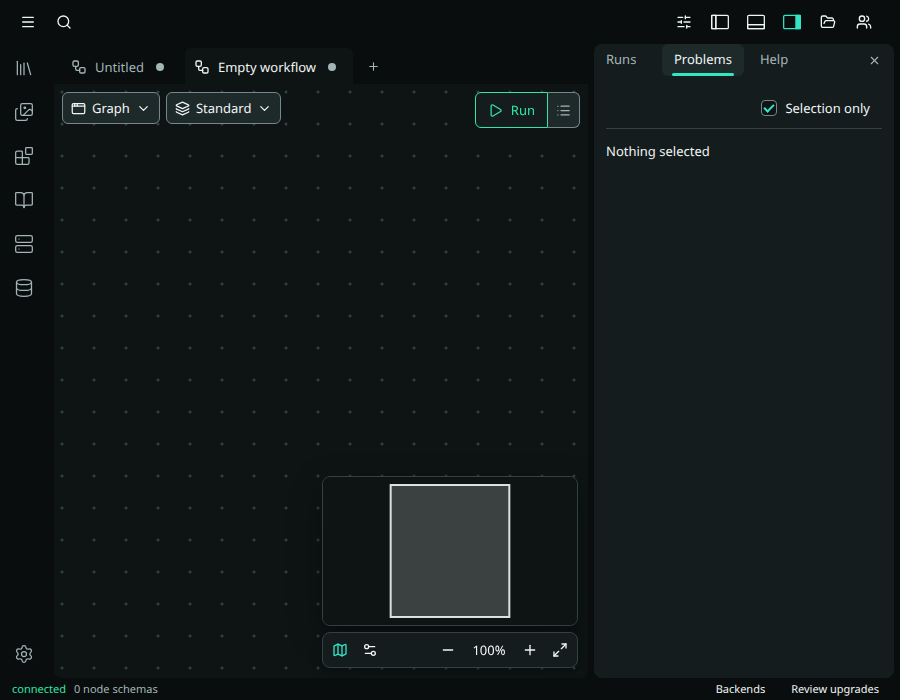 Untitled
Empty workflow
Runs
Problems
Help
Graph
Standard
Run
Selection only
Nothing selected
100%
connected
0 node schemas
Backends
Review upgrades